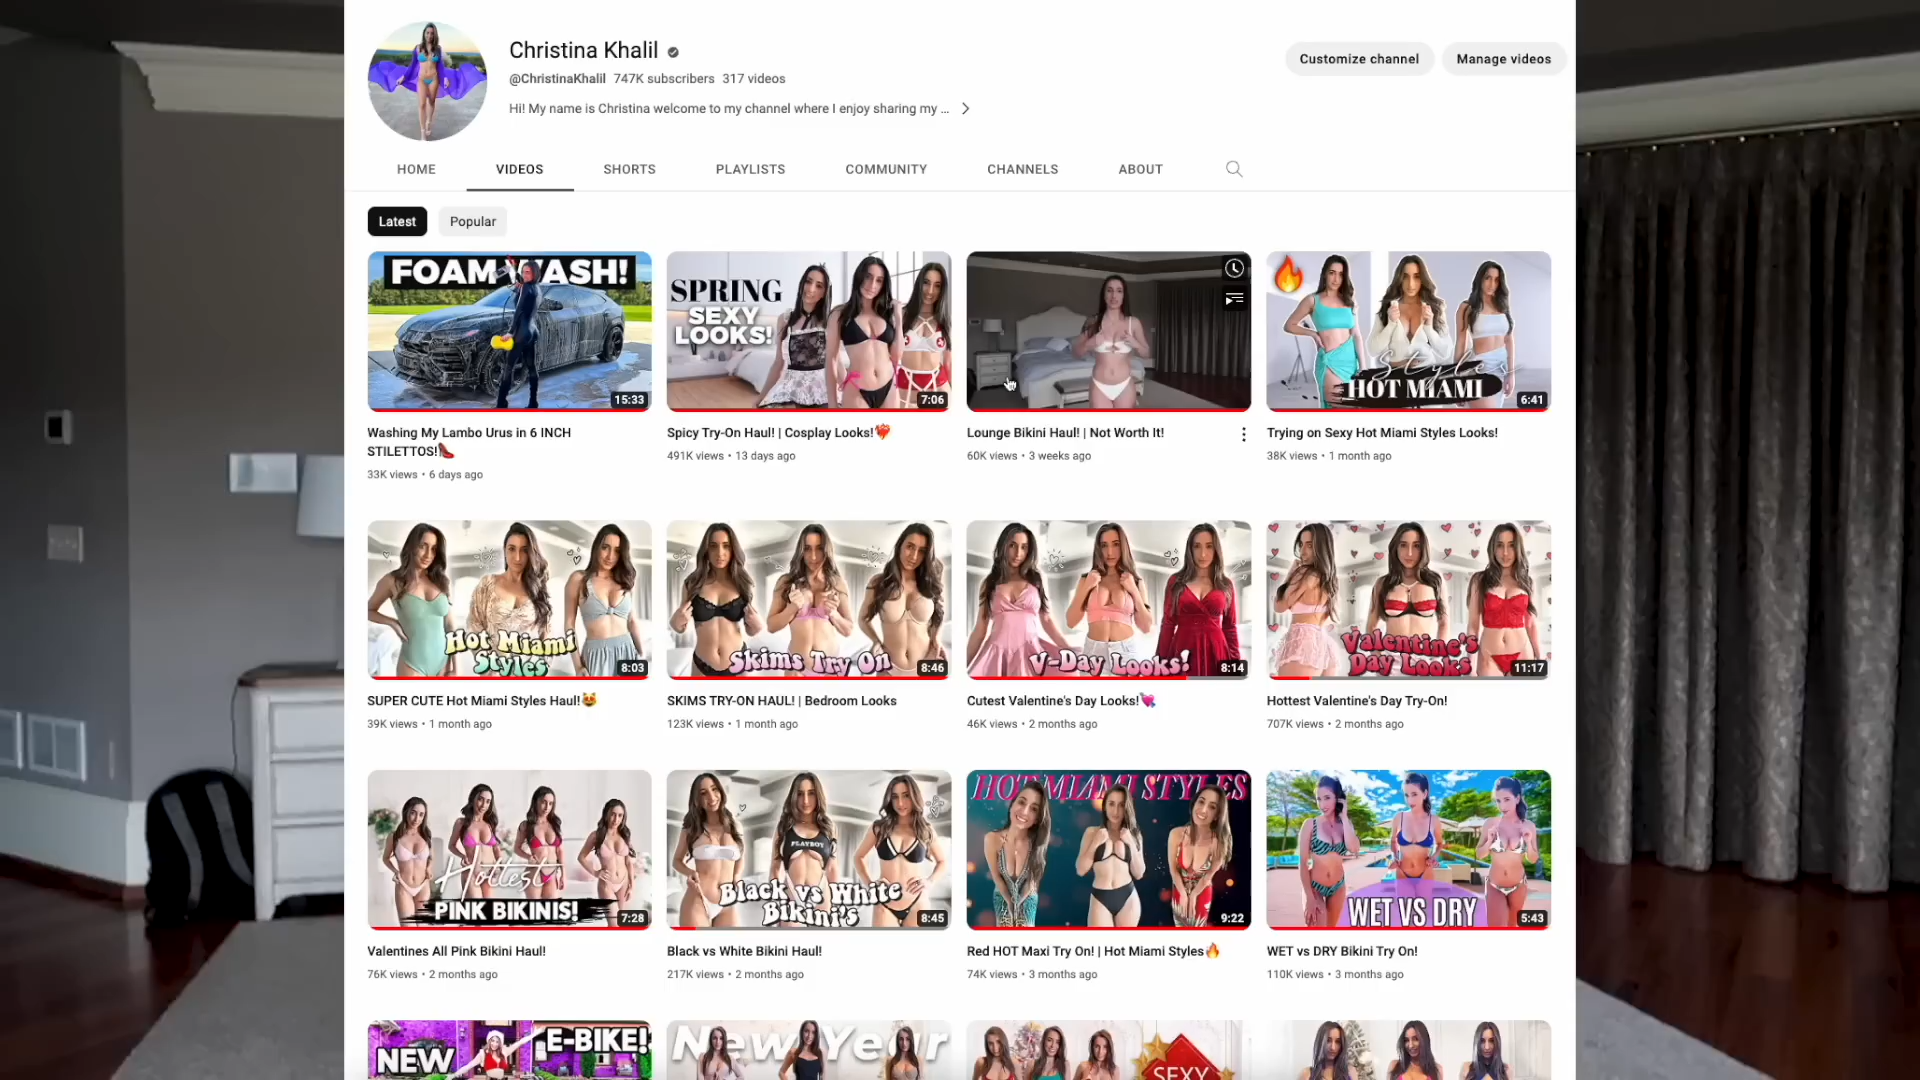 Christina Khalil
@ChristinaKhalil 747K subscribers 317 videos
Hi! My name is Christina welcome to my channel where I enjoy sharing my ...
Customize channel
Manage videos
HOME
VIDEOS
SHORTS
PLAYLISTS
COMMUNITY
CHANNELS
ABOUT
Latest
Popular
FOAM WASH!
15:33
SPRING
SEXY
LOOKS!
7:06
Styles
HOT MIAMI
6:41
Washing My Lambo Urus in 6 INCH
STILETTOS!👠
33K views • 6 days ago
Spicy Try-On Haul! | Cosplay Looks!❤️‍🔥
491K views • 13 days ago
Lounge Bikini Haul! | Not Worth It!
60K views • 3 weeks ago
Trying on Sexy Hot Miami Styles Looks!
38K views • 1 month ago
Hot Miami
Styles
8:03
Skims Try On
8:46
V-Day Looks!
8:14
Valentine's
Day Looks
11:17
SUPER CUTE Hot Miami Styles Haul!😻
39K views • 1 month ago
SKIMS TRY-ON HAUL! | Bedroom Looks
123K views • 1 month ago
Cutest Valentine's Day Looks!💘
46K views • 2 months ago
Hottest Valentine's Day Try-On!
707K views • 2 months ago
Hottest
PINK BIKINIS!
7:28
PLAYBOY
Black vs White
Bikini's
8:45
HOT MIAMI STYLES
9:22
WET VS DRY
5:43
Valentines All Pink Bikini Haul!
76K views • 2 months ago
Black vs White Bikini Haul!
217K views • 2 months ago
Red HOT Maxi Try On! | Hot Miami Styles🔥
74K views • 3 months ago
WET vs DRY Bikini Try On!
110K views • 3 months ago
NEW
E-BIKE!
New Year
SEXY